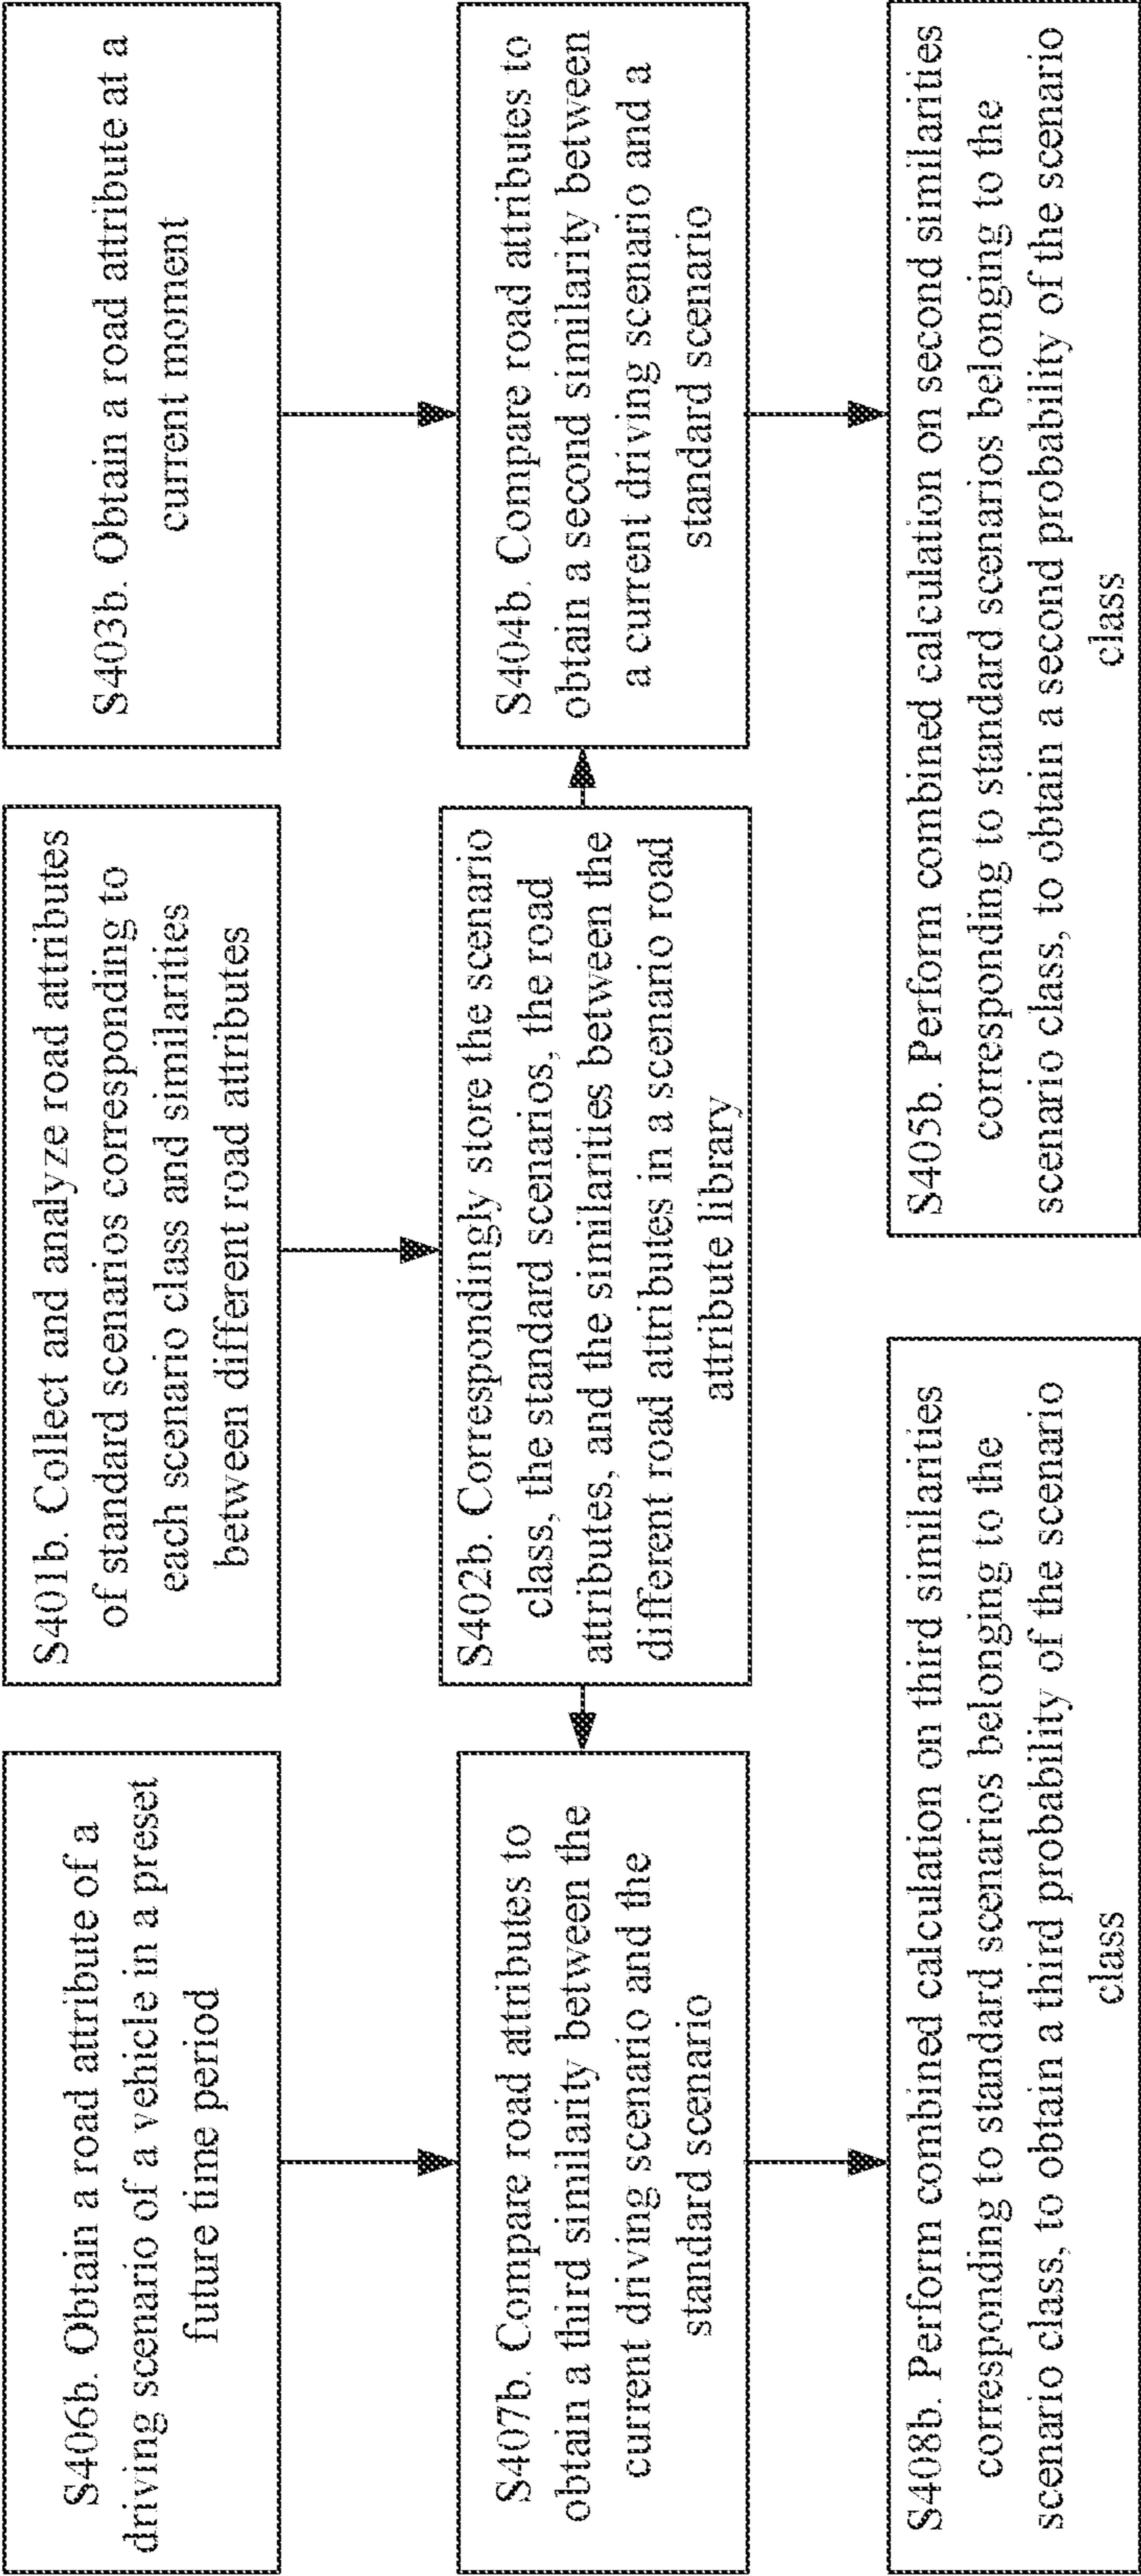 S406b. Obtain a road attribute of a
driving scenario of a vehicle in a preset
future time period
S401b. Collect and analyze road attributes
of standard scenarios corresponding to
each scenario class and similarities
between different road attributes
S403b. Obtain a road attribute at a
current moment
S407b. Compare road attributes to
obtain a third similarity between the
current driving scenario and the
standard scenario
S402b. Correspondingly store the scenario
class, the standard scenarios, the road
attributes, and the similarities between the
different road attributes in a scenario road
attribute library
S404b. Compare road attributes to
obtain a second similarity between
a current driving scenario and a
standard scenario
S408b. Perform combined calculation on third similarities
corresponding to standard scenarios belonging to the
scenario class, to obtain a third probability of the scenario
class
S405b. Perform combined calculation on second similarities
corresponding to standard scenarios belonging to the
scenario class, to obtain a second probability of the scenario
class